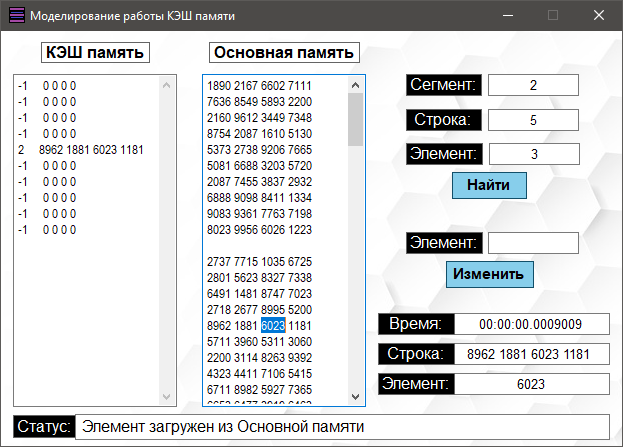 Моделирование работы КЭШ памяти
КЭШ память
Основная память
-1 0 0 0 0
-1 0 0 0 0
-1 0 0 0 0
-1 0 0 0 0
2 8962 1881 6023 1181
-1 0 0 0 0
-1 0 0 0 0
-1 0 0 0 0
-1 0 0 0 0
-1 0 0 0 0
1890 2167 6602 7111
7636 8549 5893 2200
2160 9612 3449 7348
8754 2087 1610 5130
5373 2738 9206 7665
5081 6688 3203 5720
2087 7455 3837 2932
6888 9098 8411 1334
9083 9361 7763 7198
8023 9956 6026 1223
2737 7715 1035 6725
2801 5623 8327 7338
6491 1481 8747 7023
2718 2677 8995 5200
8962 1881 6023 1181
5711 3960 5311 3060
2200 3114 8263 9392
4323 4411 7106 5415
6711 8982 5927 7365
Сегмент: 2
Строка: 5
Элемент: 3
Найти
Элемент:
Изменить
Время: 00:00:00.0009009
Строка: 8962 1881 6023 1181
Элемент: 6023
Статус: Элемент загружен из Основной памяти